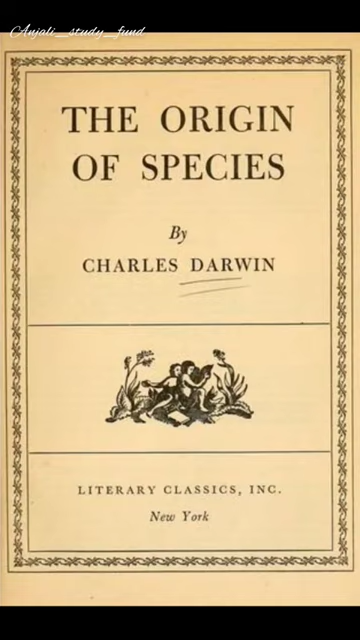 Anjali_study_fund
THE ORIGIN
OF SPECIES
By
CHARLES DARWIN
LITERARY CLASSICS, INC.
New York